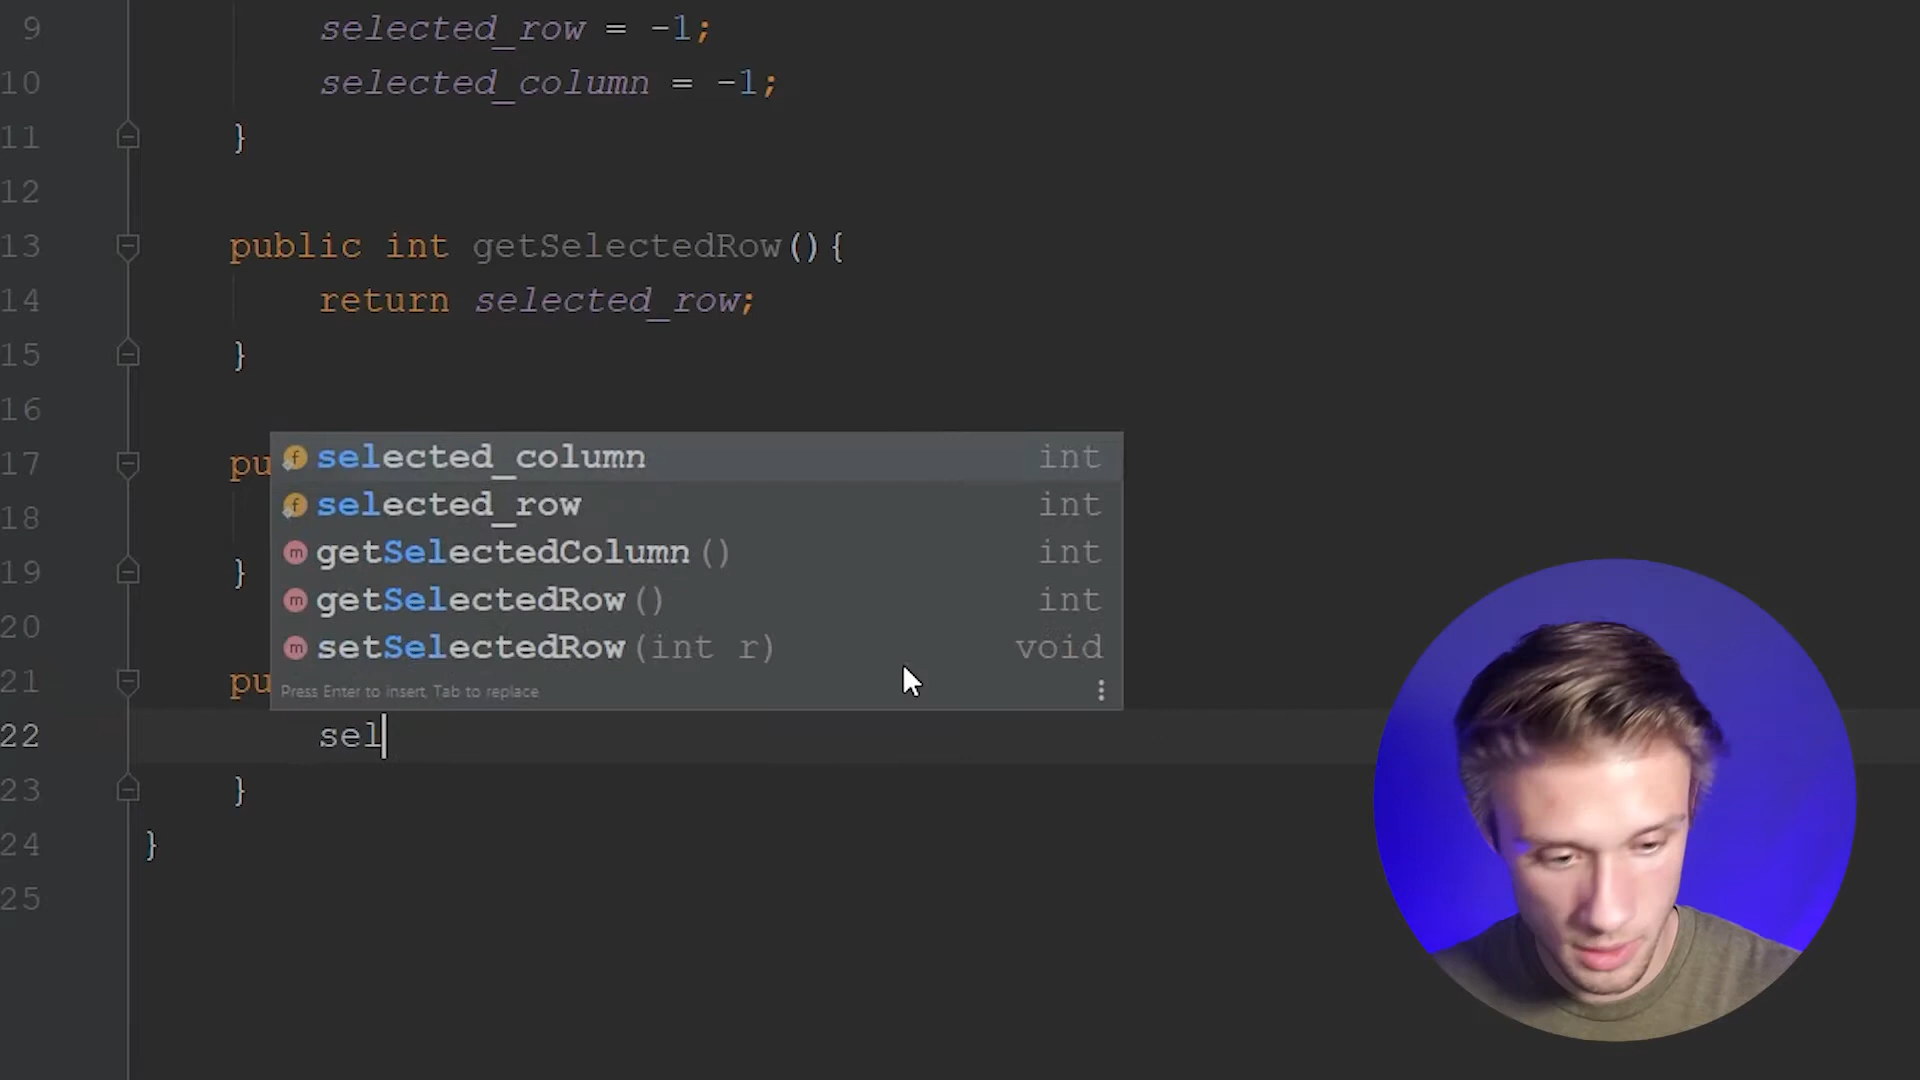 9 selected_row = -1;
10 selected_column = -1;
11 }
12
13 public int getSelectedRow(){
14 return selected_row;
15 }
16
17 pu
selected_column int
18
selected_row int
getSelectedColumn() int
19 }
getSelectedRow() int
20
setSelectedRow(int r) void
21 pu
Press Enter to insert, Tab to replace
22 sel
23 }
24 }
25